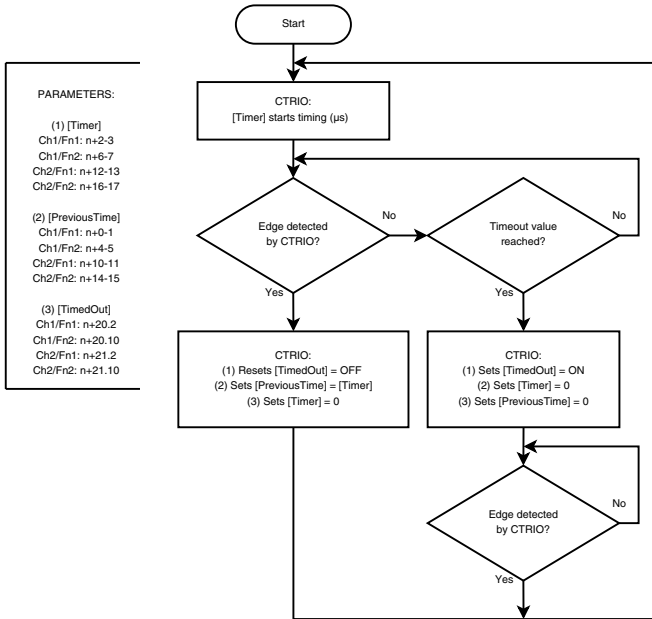 Start
PARAMETERS:
(1) [Timer]
Ch1/Fn1: n+2-3
Ch1/Fn2: n+6-7
Ch2/Fn1: n+12-13
Ch2/Fn2: n+16-17
(2) [PreviousTime]
Ch1/Fn1: n+0-1
Ch1/Fn2: n+4-5
Ch2/Fn1: n+10-11
Ch2/Fn2: n+14-15
(3) [TimedOut]
Ch1/Fn1: n+20.2
Ch1/Fn2: n+20.10
Ch2/Fn1: n+21.2
Ch2/Fn2: n+21.10
CTRIO:
[Timer] starts timing (µs)
Edge detected
by CTRIO?
No
Yes
Timeout value
reached?
No
Yes
CTRIO:
(1) Resets [TimedOut] = OFF
(2) Sets [PreviousTime] = [Timer]
(3) Sets [Timer] = 0
CTRIO:
(1) Sets [TimedOut] = ON
(2) Sets [Timer] = 0
(3) Sets [PreviousTime] = 0
Edge detected
by CTRIO?
No
Yes